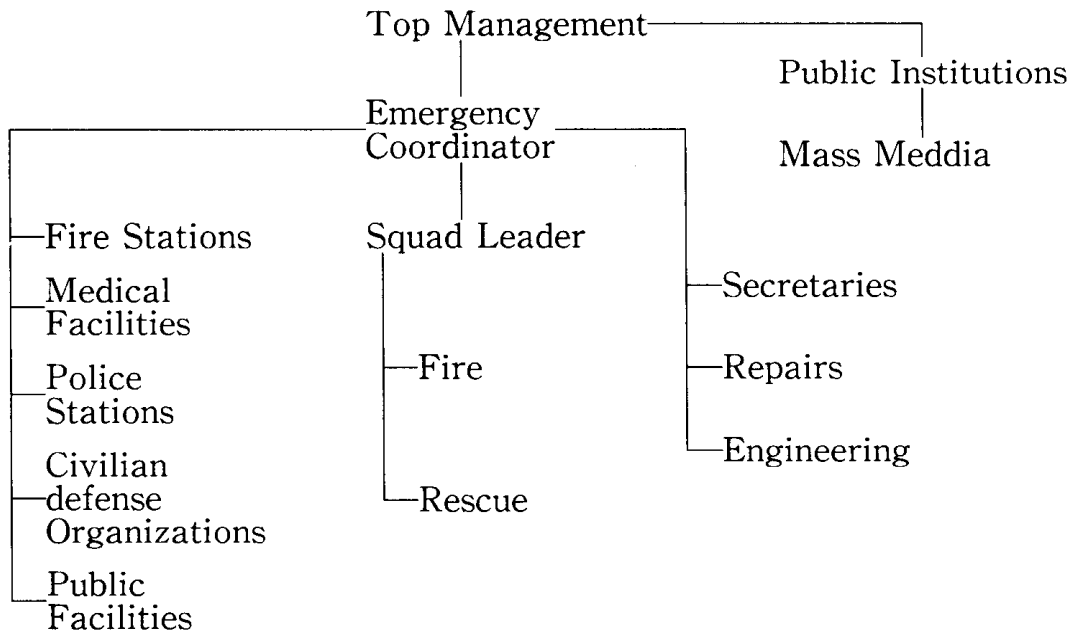 Top Management
Public Institutions
Mass Meddia
Emergency
Coordinator
Fire Stations
Medical
Facilities
Police
Stations
Civilian
defense
Organizations
Public
Facilities
Squad Leader
Fire
Rescue
Secretaries
Repairs
Engineering